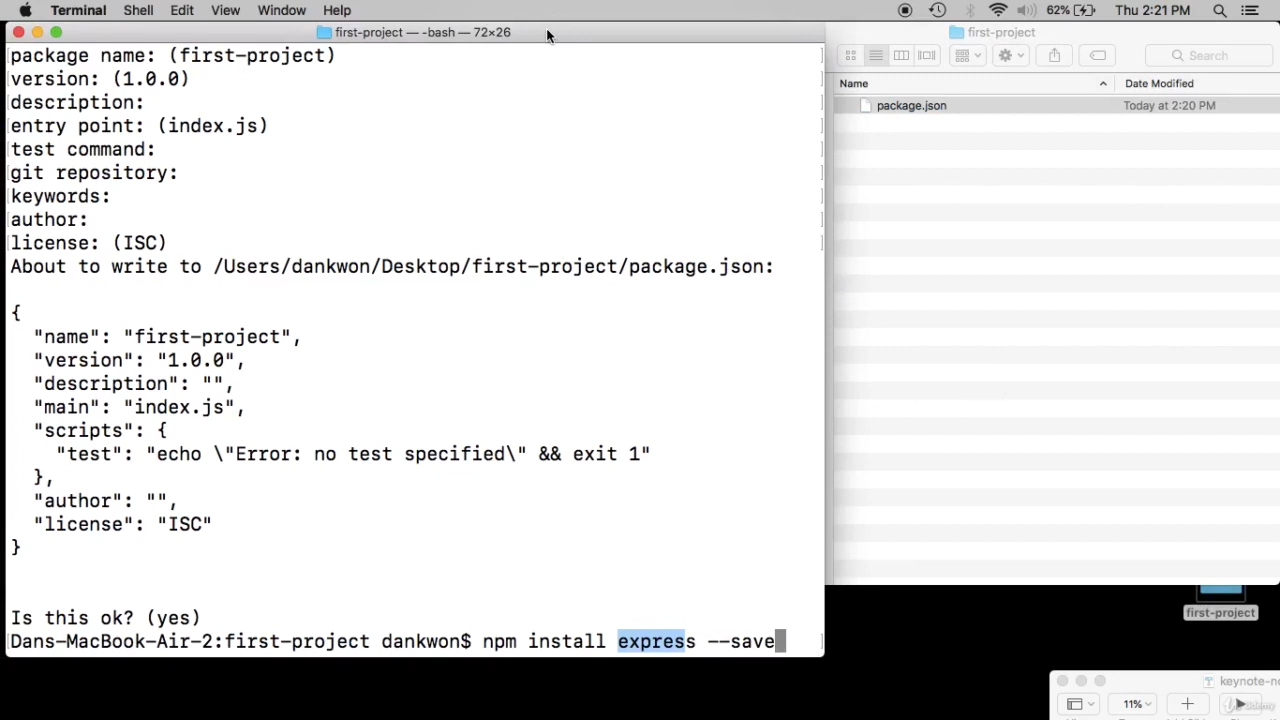 Terminal Shell Edit View Window Help 62% Thu 2:21 PM
first-project — -bash — 72×26
package name: (first-project)
version: (1.0.0)
description:
entry point: (index.js)
test command:
git repository:
keywords:
author:
license: (ISC)
About to write to /Users/dankwon/Desktop/first-project/package.json:
{
"name": "first-project",
"version": "1.0.0",
"description": "",
"main": "index.js",
"scripts": {
"test": "echo \"Error: no test specified\" && exit 1"
},
"author": "",
"license": "ISC"
}
Is this ok? (yes)
Dans-MacBook-Air-2:first-project dankwon$ npm install express --save
first-project
Search
Name Date Modified
package.json Today at 2:20 PM
first-project
keynote-no
11%
Udemy